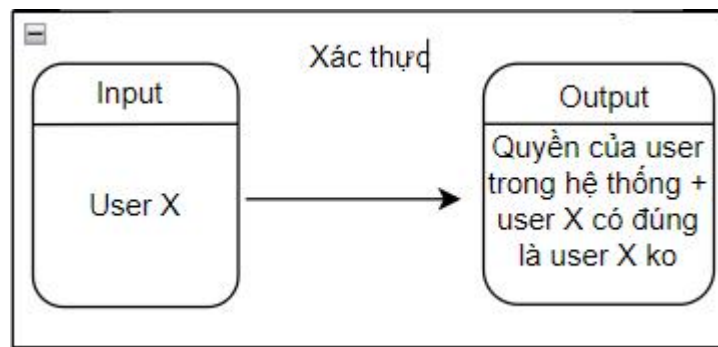 Xác thực
Input
User X
Output
Quyền của user
trong hệ thống +
user X có đúng
là user X ko